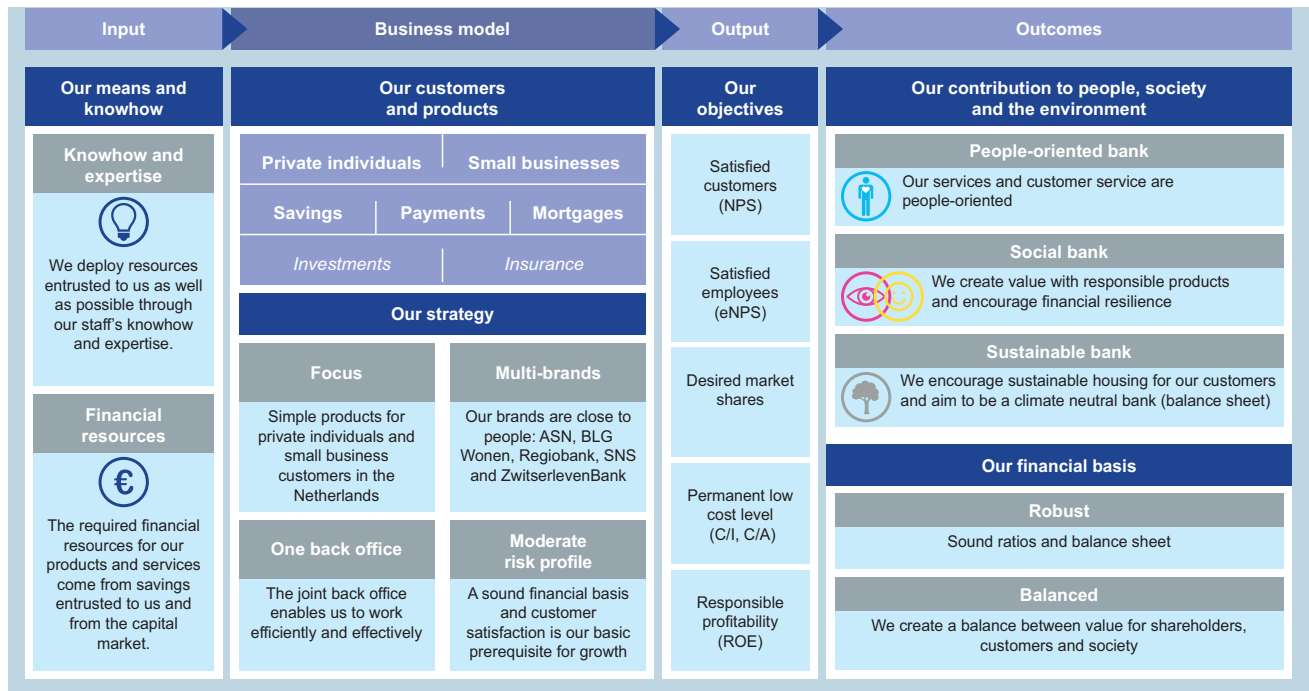 Input
Business model
Output
Outcomes
Our means and
knowhow
Knowhow and
expertise
We deploy resources
entrusted to us as well
as possible through
our staff's knowhow
and expertise.
Financial
resources
€
The required financial
resources for our
products and services
come from savings
entrusted to us and
from the capital
market.
Our customers
and products
Private individuals
Small businesses
Savings
Payments
Mortgages
Investments
Insurance
Our strategy
Focus
Simple products for
private individuals and
small business
customers in the
Netherlands
Multi-brands
Our brands are close to
people: ASN, BLG
Wonen, Regiobank, SNS
and ZwitserlevenBank
One back office
The joint back office
enables us to work
efficiently and effectively
Moderate
risk profile
A sound financial basis
and customer
satisfaction is our basic
prerequisite for growth
Our
objectives
Satisfied
customers
(NPS)
Satisfied
employees
(eNPS)
Desired market
shares
Permanent low
cost level
(C/I, C/A)
Responsible
profitability
(ROE)
Our contribution to people, society
and the environment
People-oriented bank
Our services and customer service are
people-oriented
Social bank
We create value with responsible products
and encourage financial resilience
Sustainable bank
We encourage sustainable housing for our customers
and aim to be a climate neutral bank (balance sheet)
Our financial basis
Robust
Sound ratios and balance sheet
Balanced
We create a balance between value for shareholders,
customers and society